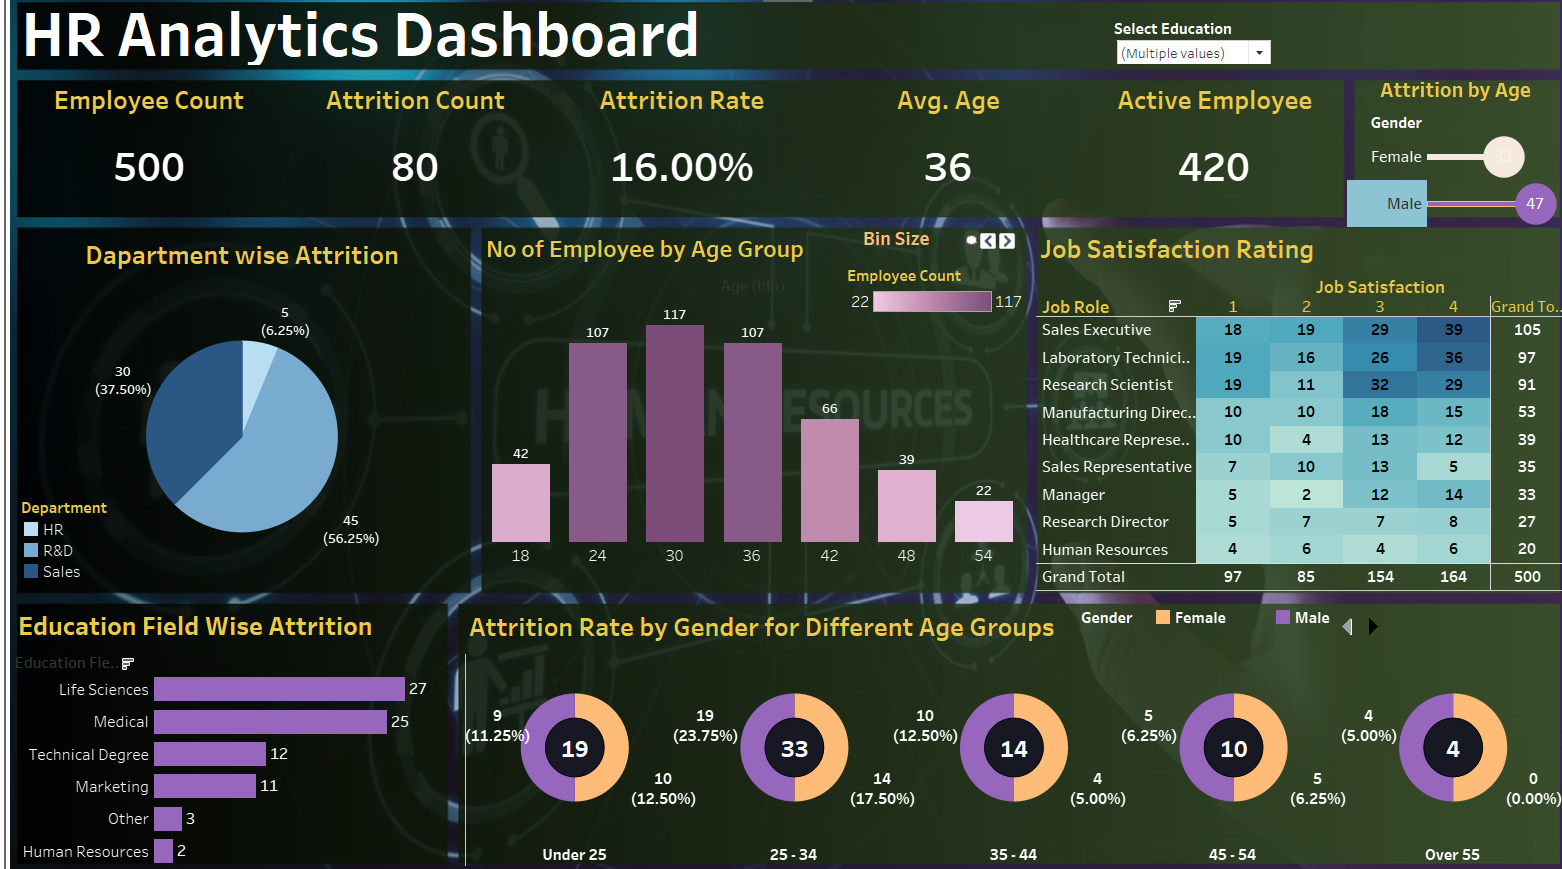 HR Analytics Dashboard
Select Education
(Multiple values)
Employee Count
500
Attrition Count
80
Attrition Rate
16.00%
Avg. Age
36
Active Employee
420
Attrition by Age
Gender
Female 33
Male 47
Dapartment wise Attrition
5
(6.25%)
30
(37.50%)
45
(56.25%)
Department
HR
R&D
Sales
No of Employee by Age Group
Bin Size
Age (bin)
Employee Count
22 117
42 107 117 107 66 39 22
18 24 30 36 42 48 54
HUMAN RESOURCES
Job Satisfaction Rating
Job Satisfaction
Job Role 1 2 3 4 Grand To..
Sales Executive 18 19 29 39 105
Laboratory Technici.. 19 16 26 36 97
Research Scientist 19 11 32 29 91
Manufacturing Direc.. 10 10 18 15 53
Healthcare Represe.. 10 4 13 12 39
Sales Representative 7 10 13 5 35
Manager 5 2 12 14 33
Research Director 5 7 7 8 27
Human Resources 4 6 4 6 20
Grand Total 97 85 154 164 500
Education Field Wise Attrition
Education Fie..
Life Sciences 27
Medical 25
Technical Degree 12
Marketing 11
Other 3
Human Resources 2
Attrition Rate by Gender for Different Age Groups
Gender Female Male
9
(11.25%)
19
10
(12.50%)
Under 25
19
(23.75%)
33
14
(17.50%)
25 - 34
10
(12.50%)
14
4
(5.00%)
35 - 44
5
(6.25%)
10
5
(6.25%)
45 - 54
4
(5.00%)
4
0
(0.00%)
Over 55